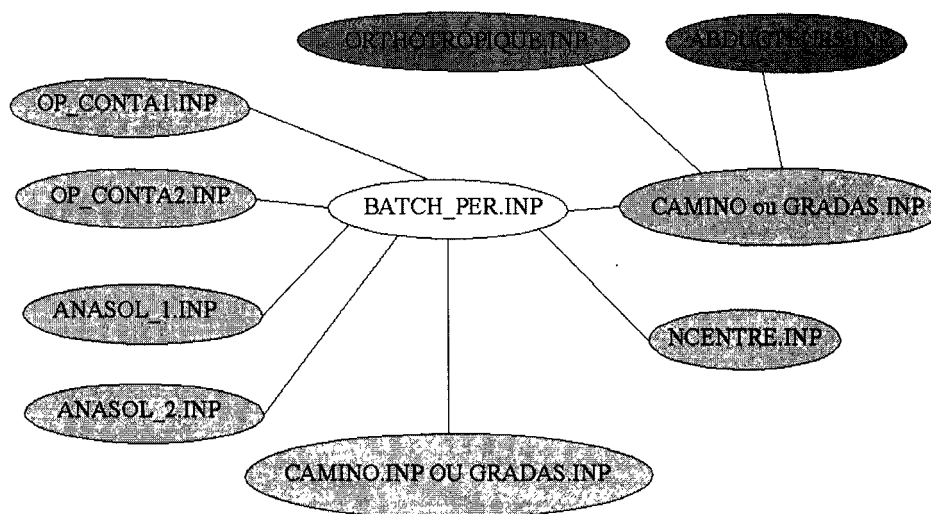 ORTHOTROPIQUE.INP
ABDUCTEURS.INP
OP_CONTA1.INP
OP_CONTA2.INP
BATCH_PER.INP
CAMINO ou GRADAS.INP
ANASOL_1.INP
NCENTRE.INP
ANASOL_2.INP
CAMINO.INP OU GRADAS.INP